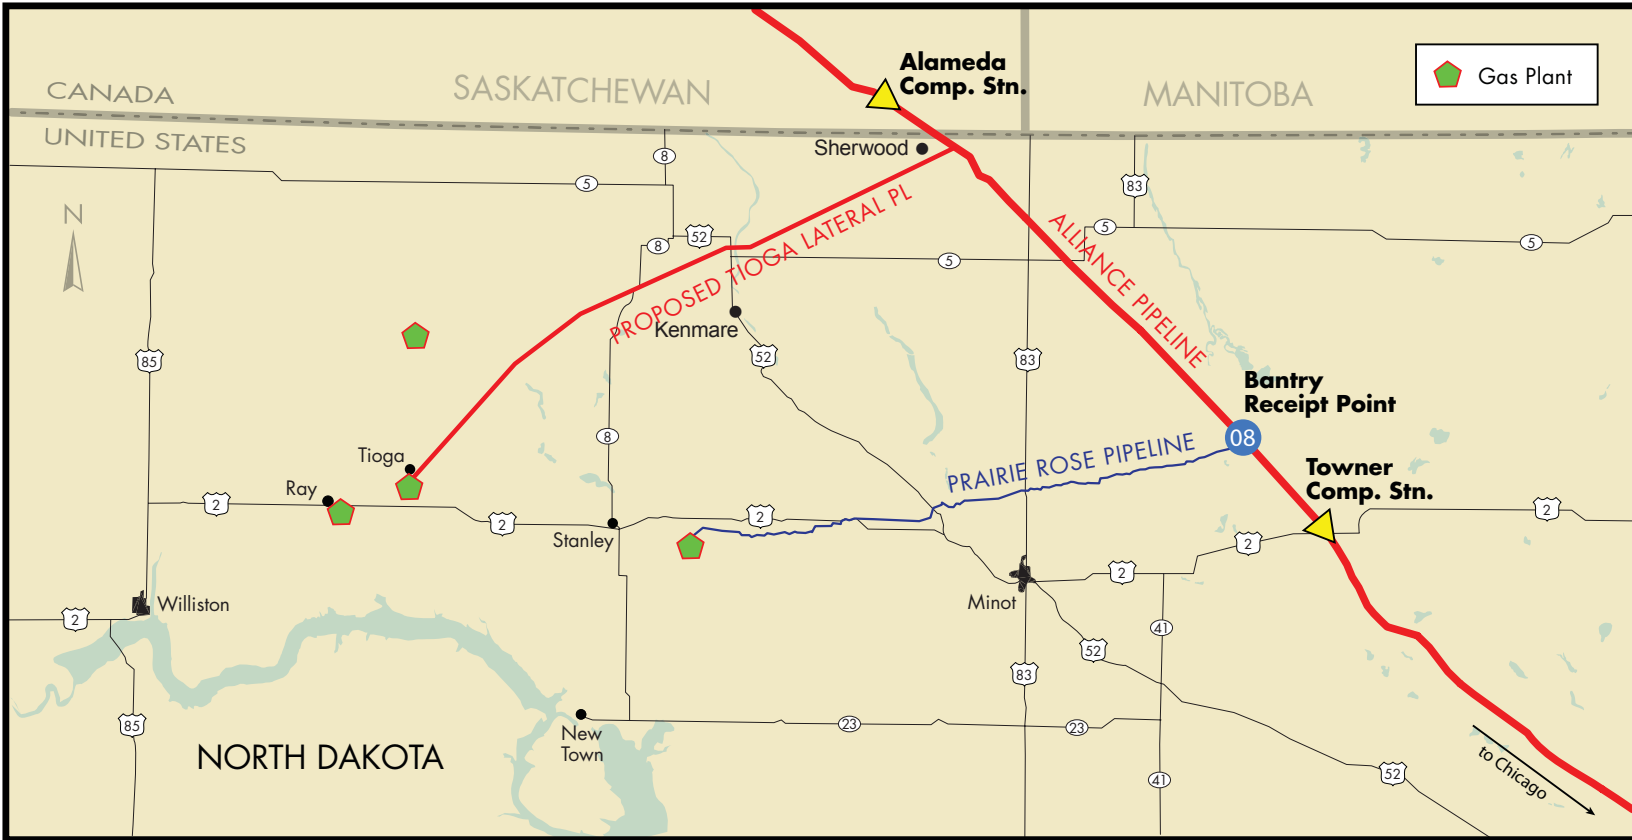 Alameda
Comp. Stn.
Gas Plant
CANADA
SASKATCHEWAN
MANITOBA
UNITED STATES
Sherwood
8
5
83
N
PROPOSED TIOGA LATERAL PL
ALLIANCE PIPELINE
52
8
5
5
5
Kenmare
85
52
83
Bantry
Receipt Point
08
8
PRAIRIE ROSE PIPELINE
Tioga
Towner
Comp. Stn.
Ray
2
2
2
2
2
Stanley
2
Minot
Williston
2
41
52
83
New
Town
23
23
85
NORTH DAKOTA
to Chicago
52
41